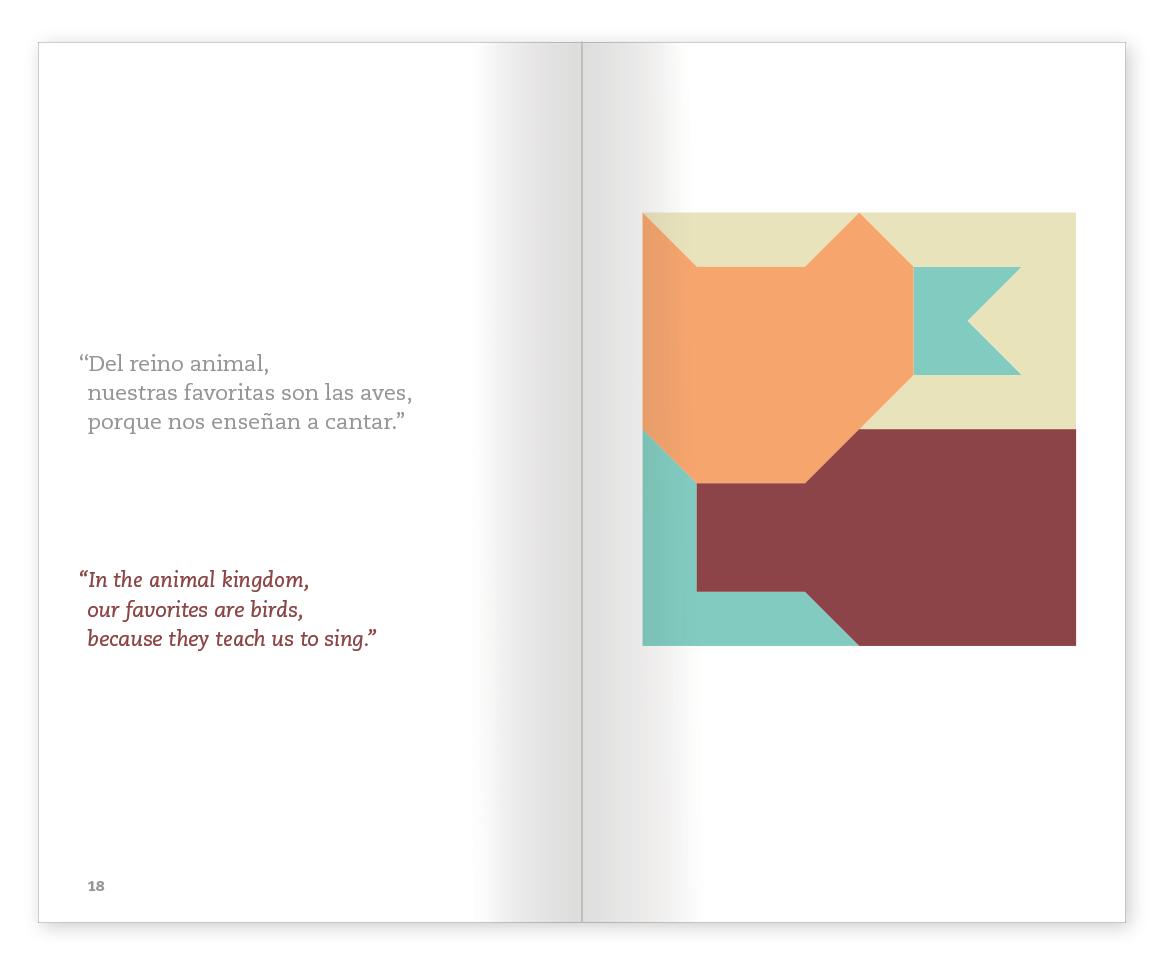 “Del reino animal,
nuestras favoritas son las aves,
porque nos enseñan a cantar.”
“In the animal kingdom,
our favorites are birds,
because they teach us to sing.”
18